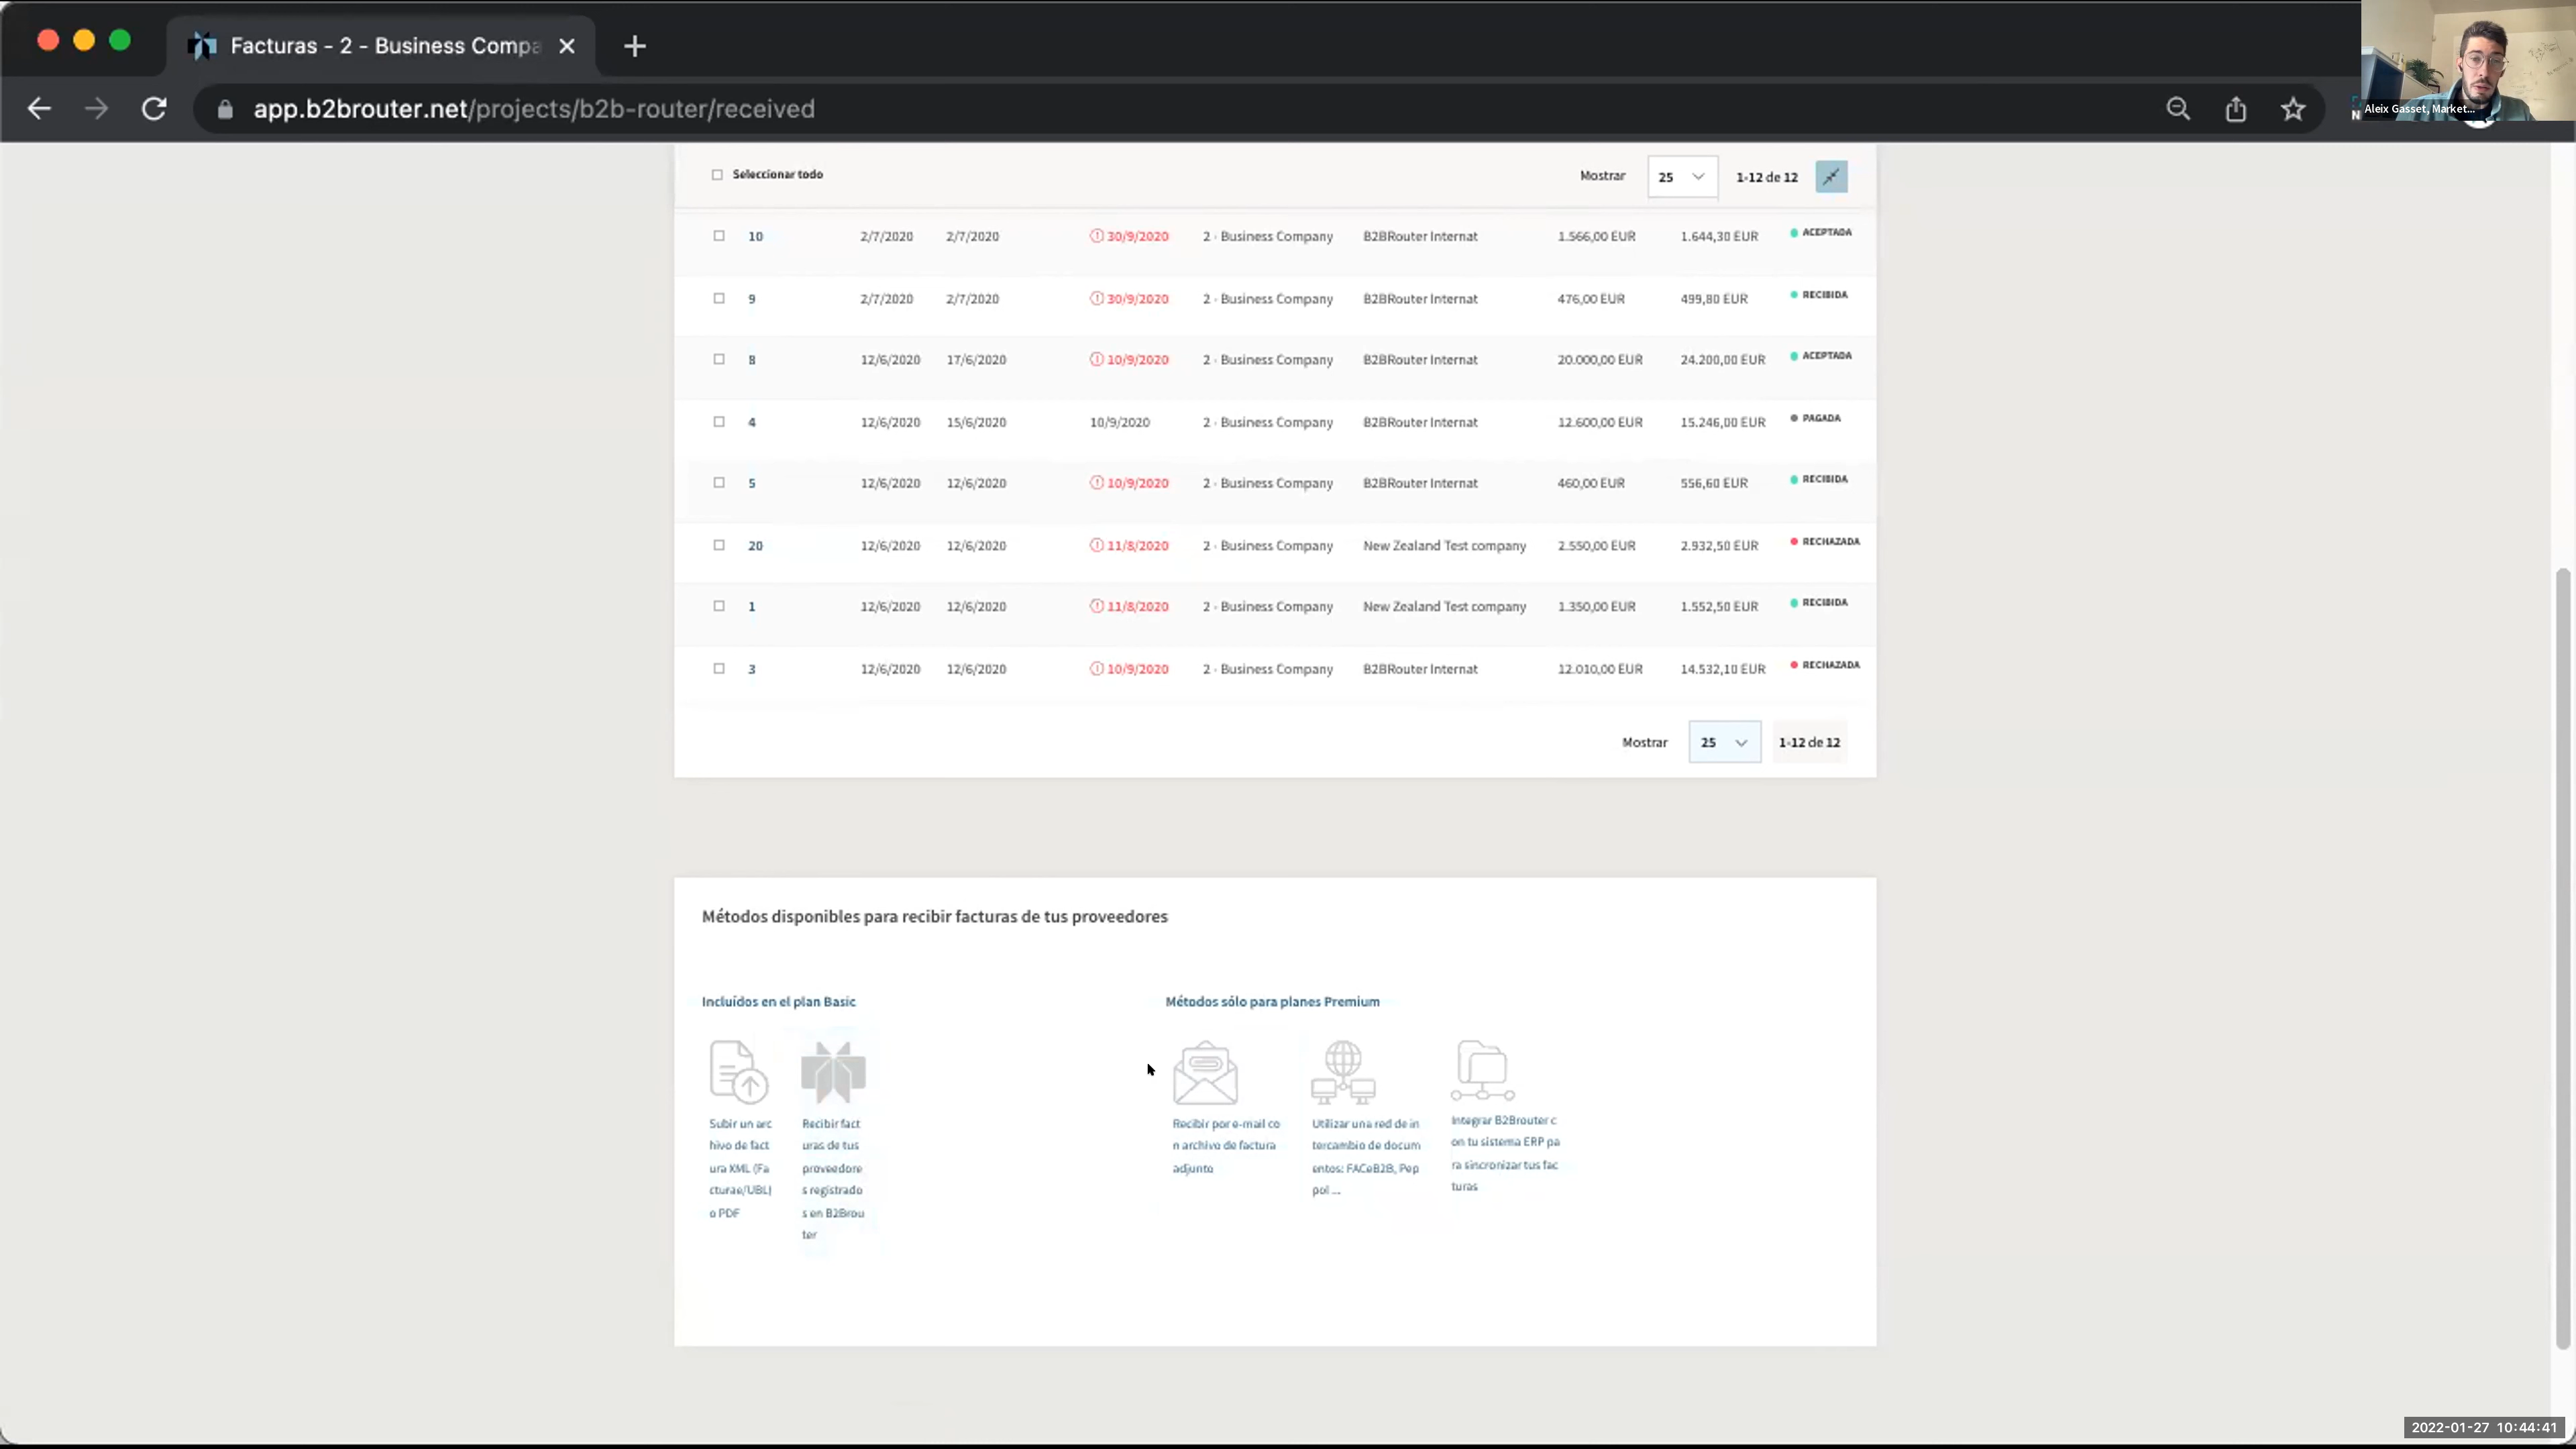 Facturas - 2 - Business Compa
app.b2brouter.net/projects/b2b-router/received
Aleix Gasset, Market...
Seleccionar todo
Mostrar 25 1-12 de 12
10 2/7/2020 2/7/2020 30/9/2020 2 - Business Company B2BRouter Internat 1.566,00 EUR 1.644,30 EUR ACEPTADA
9 2/7/2020 2/7/2020 30/9/2020 2 - Business Company B2BRouter Internat 476,00 EUR 499,80 EUR RECIBIDA
8 12/6/2020 17/6/2020 10/9/2020 2 - Business Company B2BRouter Internat 20.000,00 EUR 24.200,00 EUR ACEPTADA
4 12/6/2020 15/6/2020 10/9/2020 2 - Business Company B2BRouter Internat 12.600,00 EUR 15.246,00 EUR PAGADA
5 12/6/2020 12/6/2020 10/9/2020 2 - Business Company B2BRouter Internat 460,00 EUR 556,60 EUR RECIBIDA
20 12/6/2020 12/6/2020 11/8/2020 2 - Business Company New Zealand Test company 2.550,00 EUR 2.932,50 EUR RECHAZADA
1 12/6/2020 12/6/2020 11/8/2020 2 - Business Company New Zealand Test company 1.350,00 EUR 1.552,50 EUR RECIBIDA
3 12/6/2020 12/6/2020 10/9/2020 2 - Business Company B2BRouter Internat 12.010,00 EUR 14.532,10 EUR RECHAZADA
Mostrar 25 1-12 de 12
Métodos disponibles para recibir facturas de tus proveedores
Incluídos en el plan Basic
Subir un arc
hivo de fact
ura XML (Fa
cturae/UBL)
o PDF
Recibir fact
uras de tus
proveedore
s registrado
s en B2Brou
ter
Métodos sólo para planes Premium
Recibir por e-mail co
n archivo de factura
adjunto
Utilizar una red de in
tercambio de docum
entos: FACeB2B, Pep
pol ...
Integrar B2Brouter c
on tu sistema ERP pa
ra sincronizar tus fac
turas
2022-01-27 10:44:41